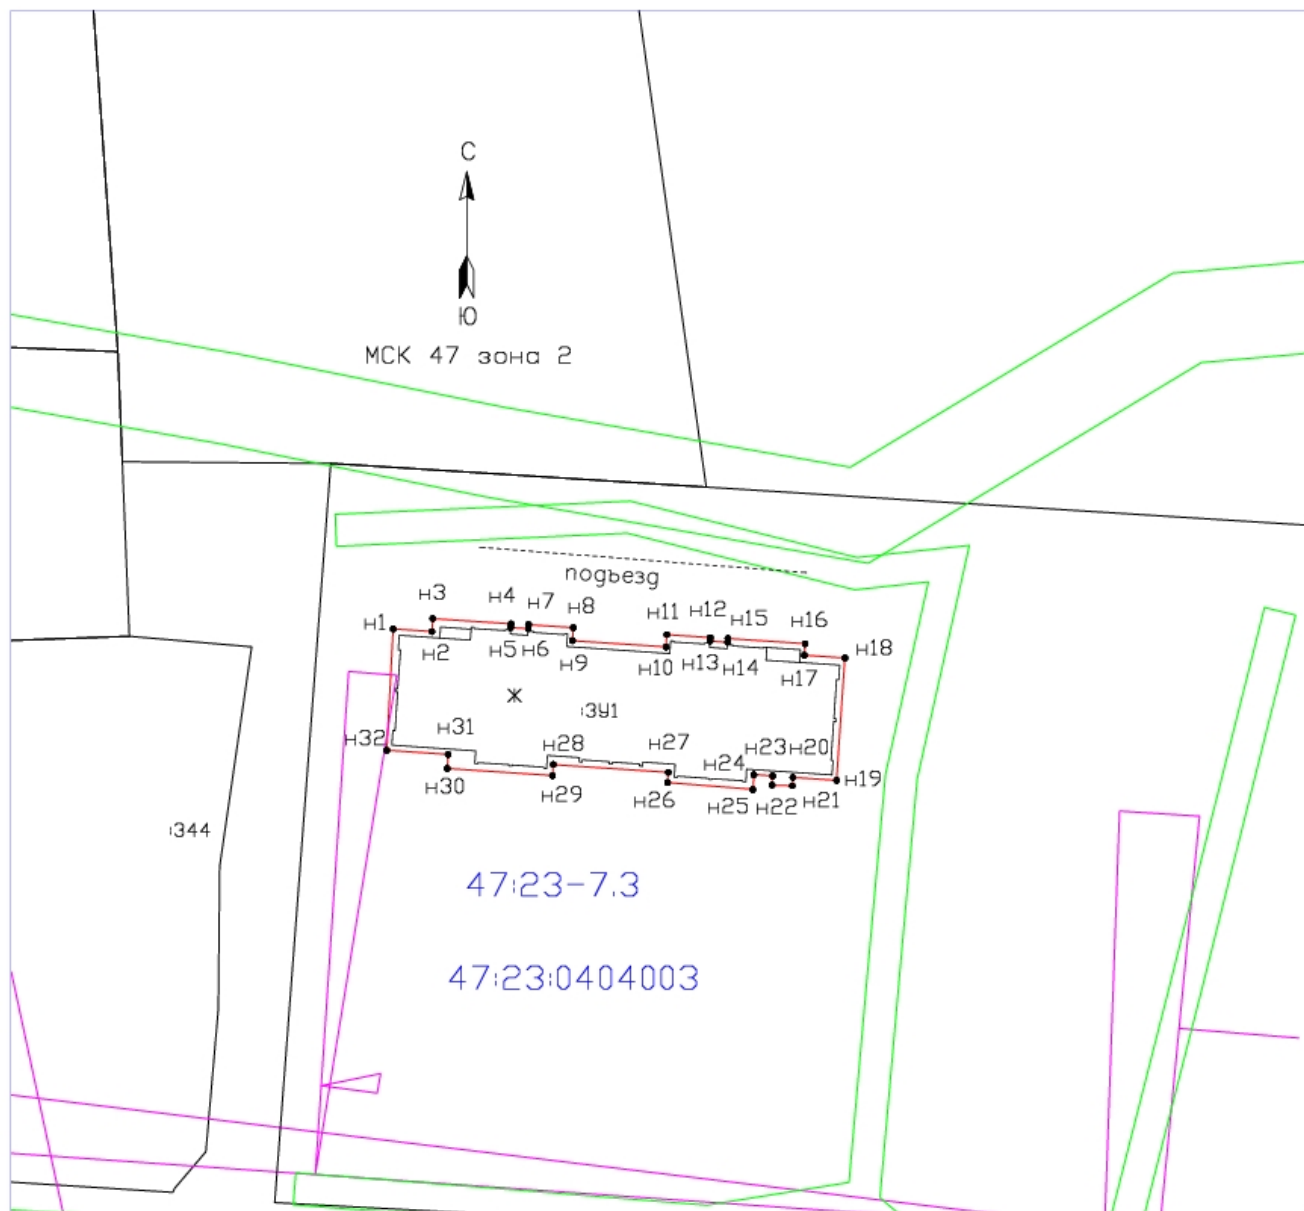 С
Ю
МСК 47 зона 2
подъезд
н3
н4
н7
н8
н11
н12
н15
н16
н1
н2
н5
н6
н9
н10
н13
н14
н17
н18
:ЗУ1
Ж
н32
н31
н28
н27
н24
н23
н20
н19
н30
н29
н26
н25
н22
н21
:344
47:23-7.3
47:23:0404003